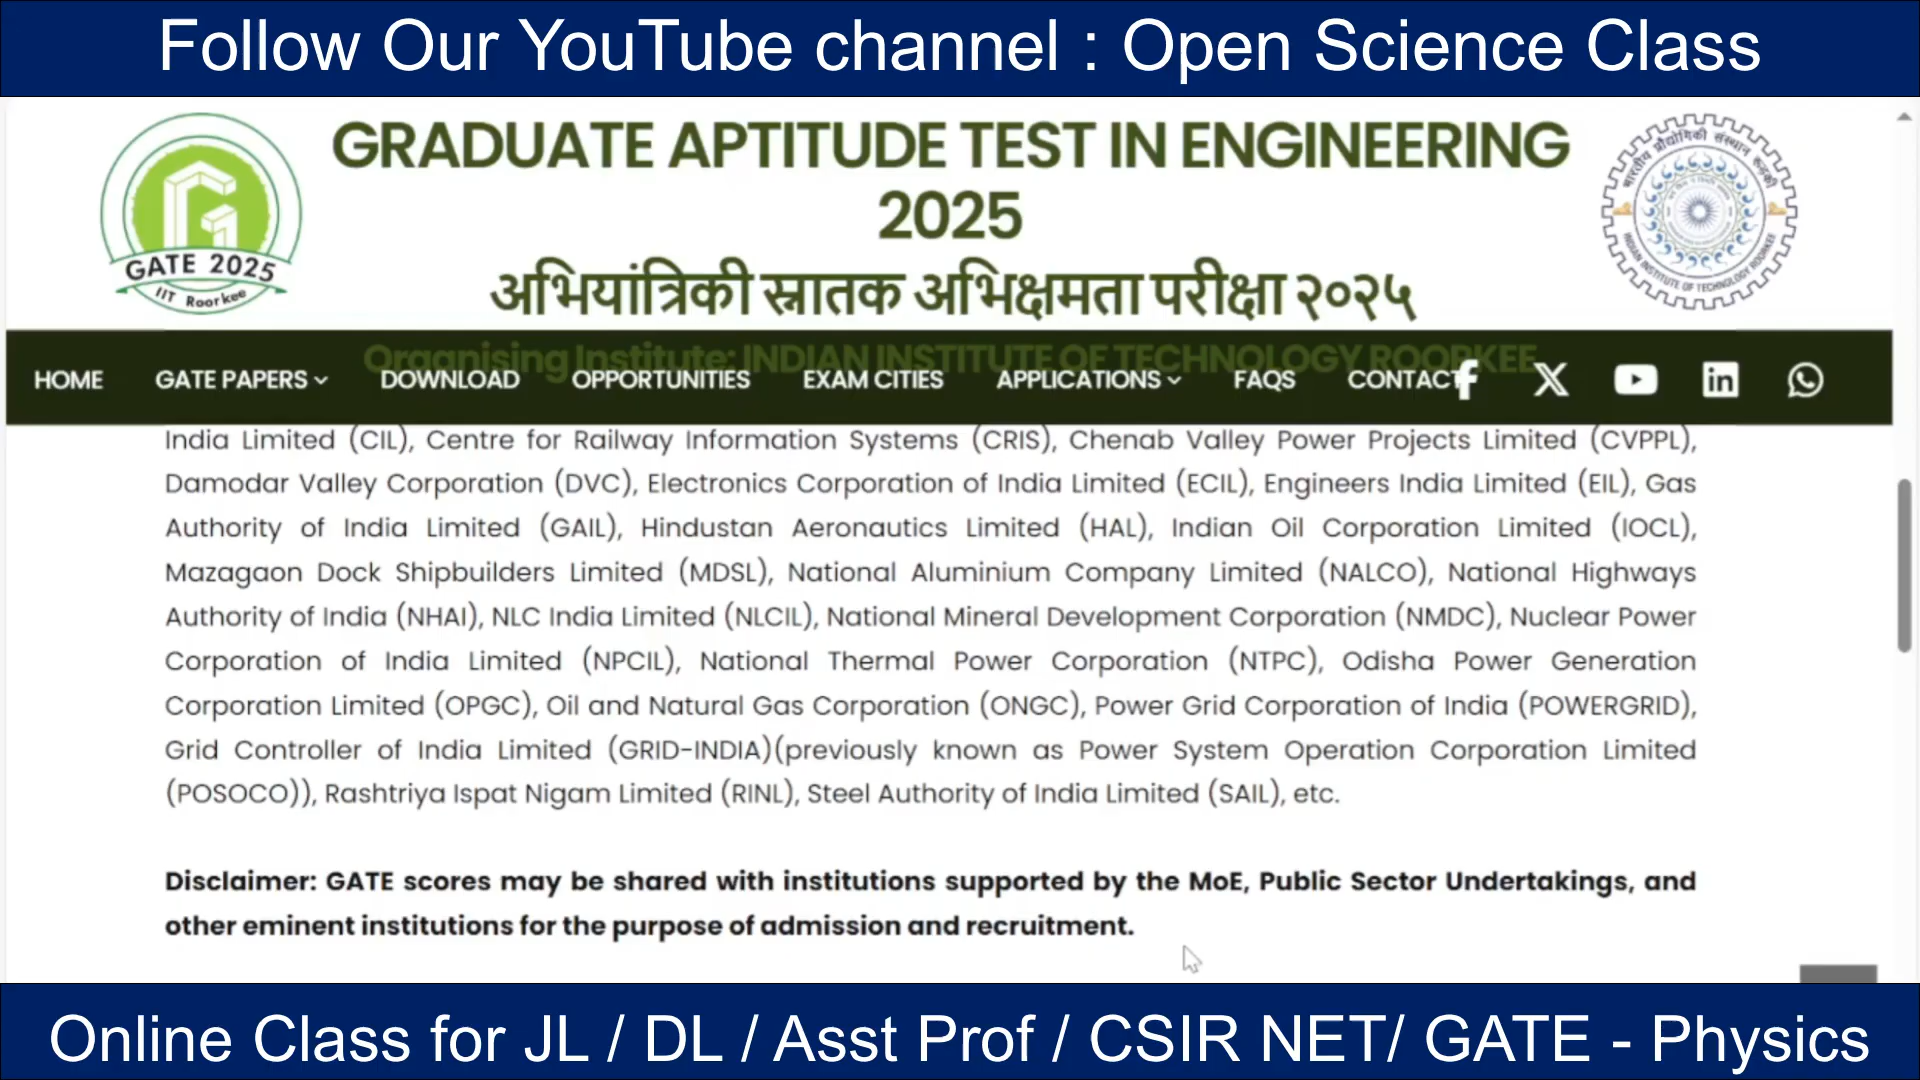 Follow Our YouTube channel : Open Science Class
GRADUATE APTITUDE TEST IN ENGINEERING
2025
अभियांत्रिकी स्नातक अभिक्षमता परीक्षा २०२५
GATE 2025
IIT Roorkee
भारतीय प्रौद्योगिकी संस्थान रूड़की
INDIAN INSTITUTE OF TECHNOLOGY ROORKEE
Organising Institute: INDIAN INSTITUTE OF TECHNOLOGY ROORKEE
HOME GATE PAPERS DOWNLOAD OPPORTUNITIES EXAM CITIES APPLICATIONS FAQS CONTACT
India Limited (CIL), Centre for Railway Information Systems (CRIS), Chenab Valley Power Projects Limited (CVPPL),
Damodar Valley Corporation (DVC), Electronics Corporation of India Limited (ECIL), Engineers India Limited (EIL), Gas
Authority of India Limited (GAIL), Hindustan Aeronautics Limited (HAL), Indian Oil Corporation Limited (IOCL),
Mazagaon Dock Shipbuilders Limited (MDSL), National Aluminium Company Limited (NALCO), National Highways
Authority of India (NHAI), NLC India Limited (NLCIL), National Mineral Development Corporation (NMDC), Nuclear Power
Corporation of India Limited (NPCIL), National Thermal Power Corporation (NTPC), Odisha Power Generation
Corporation Limited (OPGC), Oil and Natural Gas Corporation (ONGC), Power Grid Corporation of India (POWERGRID),
Grid Controller of India Limited (GRID-INDIA)(previously known as Power System Operation Corporation Limited
(POSOCO)), Rashtriya Ispat Nigam Limited (RINL), Steel Authority of India Limited (SAIL), etc.
Disclaimer: GATE scores may be shared with institutions supported by the MoE, Public Sector Undertakings, and
other eminent institutions for the purpose of admission and recruitment.
Online Class for JL / DL / Asst Prof / CSIR NET/ GATE - Physics